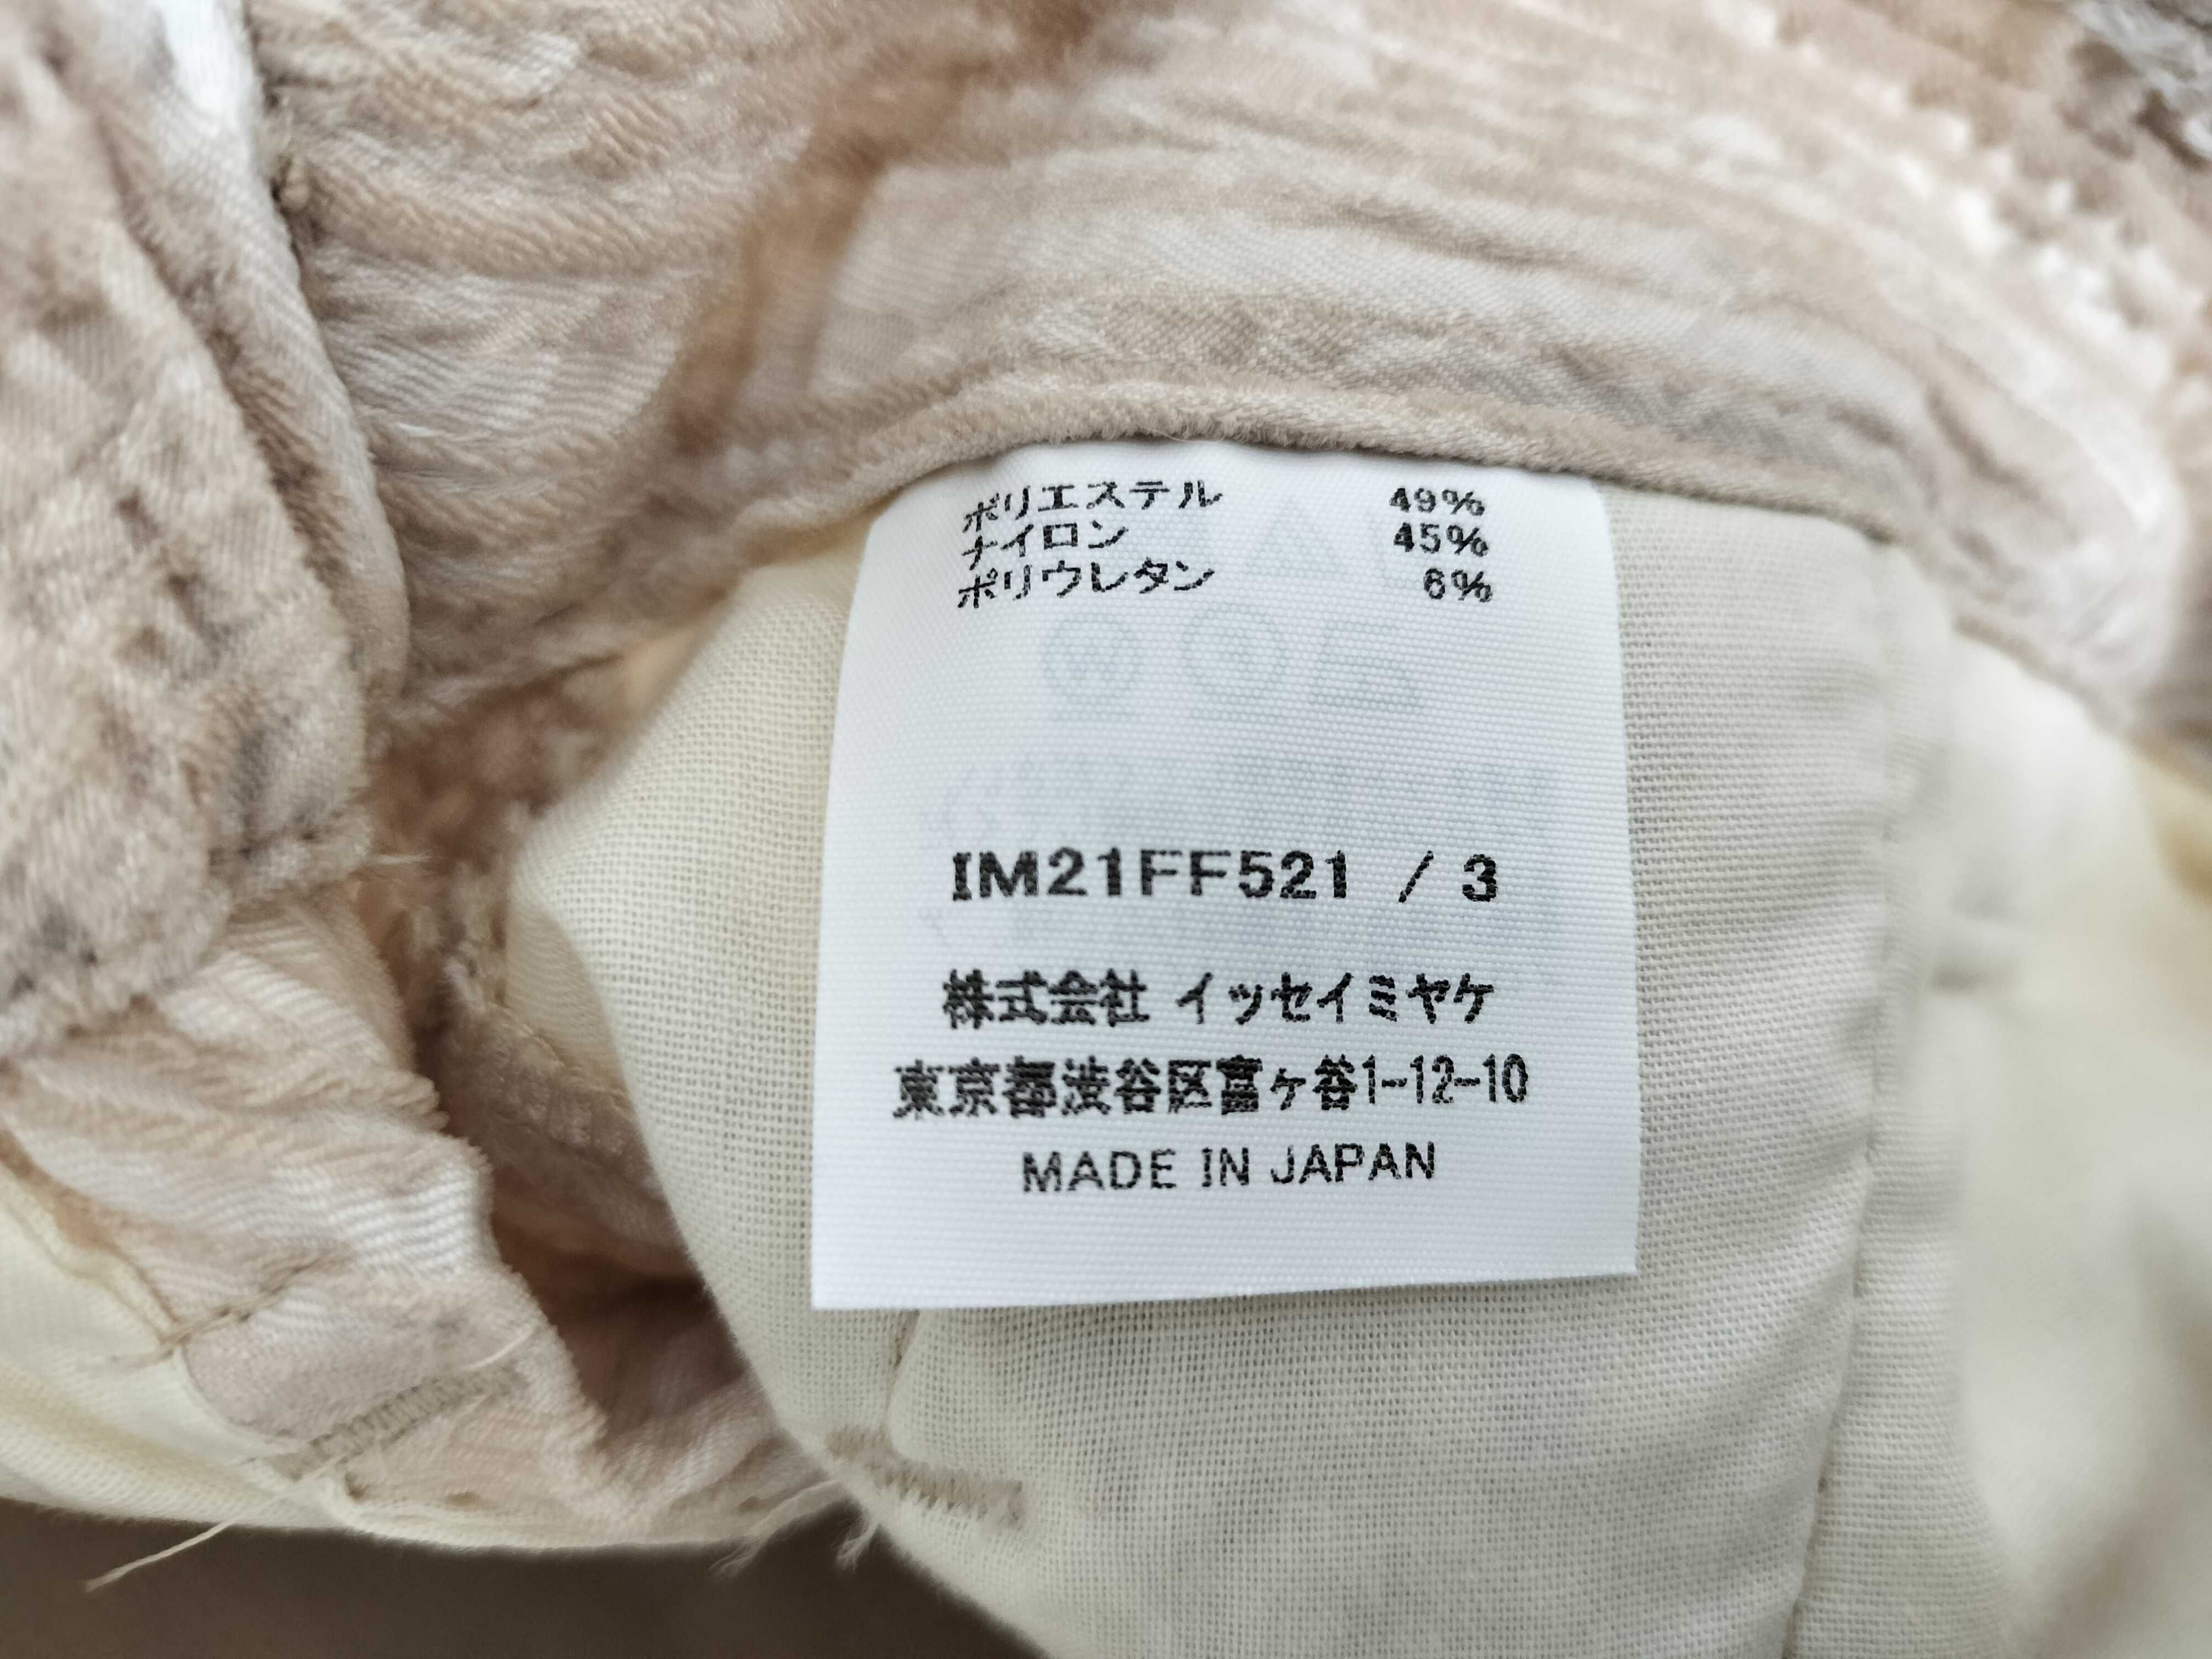 ポリエステル 49%
ナイロン 45%
ポリウレタン 6%
IM21FF521 / 3
株式会社 イッセイミヤケ
東京都渋谷区富ヶ谷1-12-10
MADE IN JAPAN